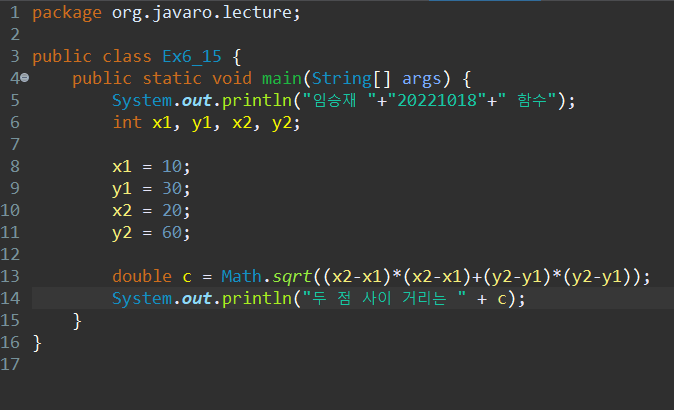 1 package org.javaro.lecture;
2
3 public class Ex6_15 {
4 public static void main(String[] args) {
5 System.out.println("임승재 "+"20221018"+" 함수");
6 int x1, y1, x2, y2;
7
8 x1 = 10;
9 y1 = 30;
10 x2 = 20;
11 y2 = 60;
12
13 double c = Math.sqrt((x2-x1)*(x2-x1)+(y2-y1)*(y2-y1));
14 System.out.println("두 점 사이 거리는 " + c);
15 }
16 }
17